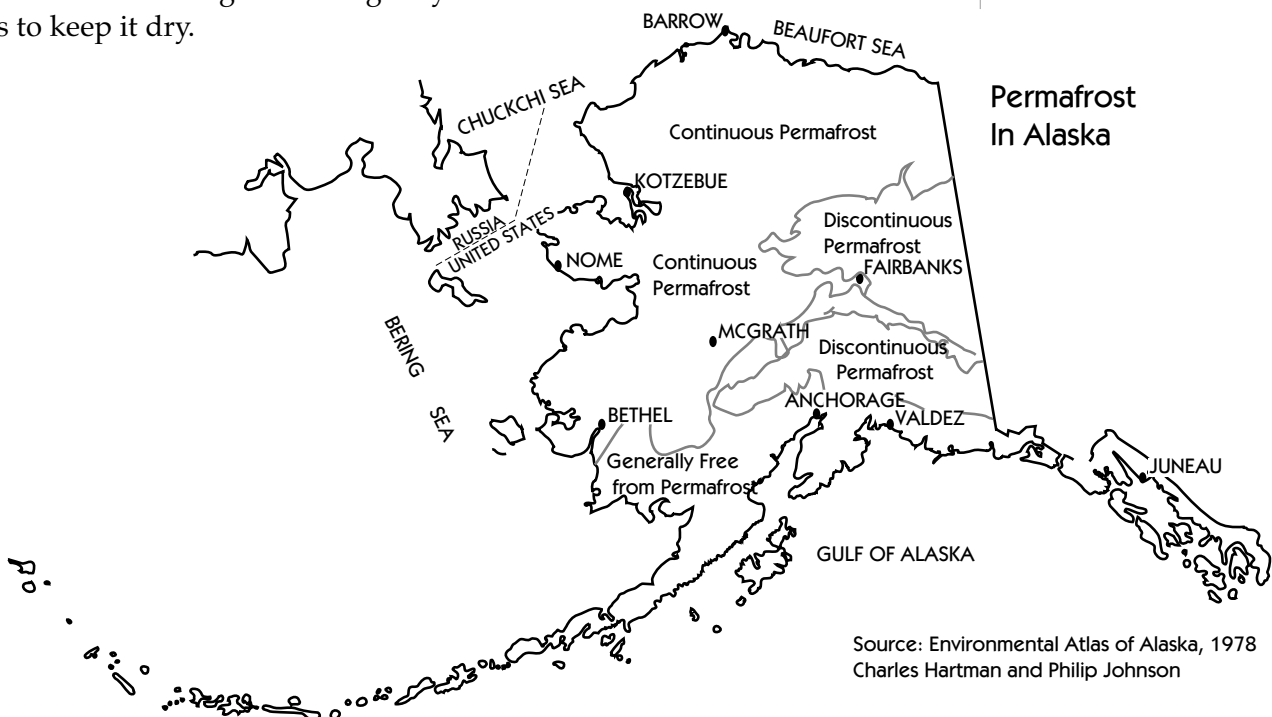 s to keep it dry.
BARROW
BEAUFORT SEA
Permafrost
In Alaska
CHUCKCHI SEA
Continuous Permafrost
KOTZEBUE
RUSSIA
UNITED STATES
Discontinuous
Permafrost
NOME
Continuous
Permafrost
FAIRBANKS
BERING SEA
MCGRATH
Discontinuous
Permafrost
ANCHORAGE
BETHEL
VALDEZ
Generally Free
from Permafrost
JUNEAU
GULF OF ALASKA
Source: Environmental Atlas of Alaska, 1978
Charles Hartman and Philip Johnson